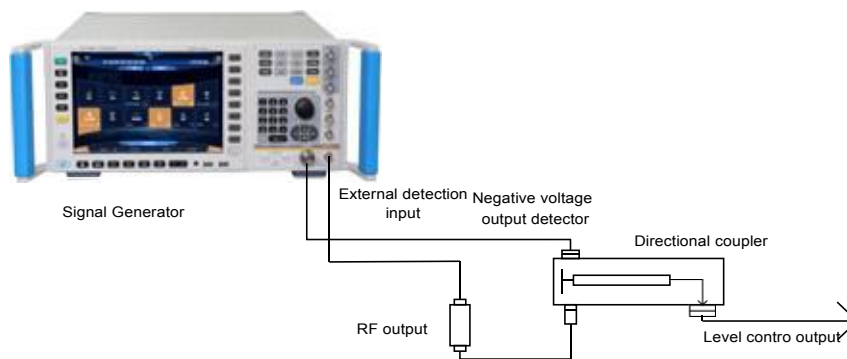 External detection
input
Negative voltage
output detector
Signal Generator
Directional coupler
RF output
Level contro output